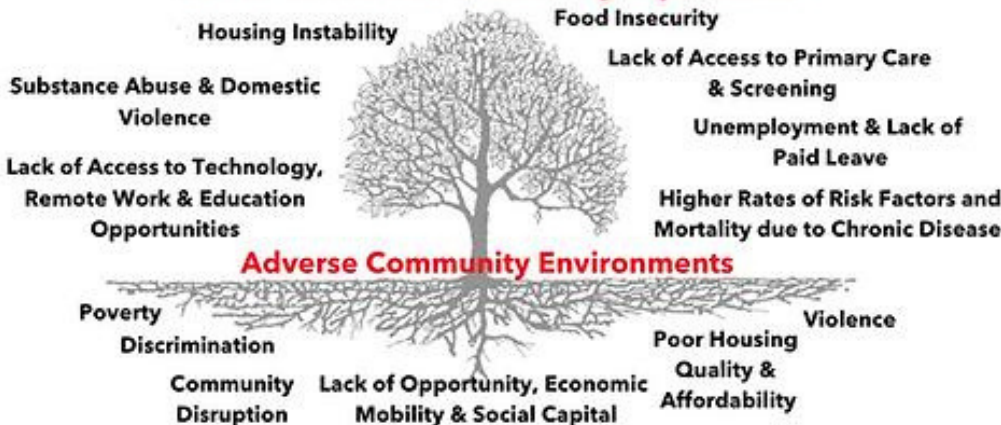 Housing Instability
Food Insecurity
Substance Abuse & Domestic
Violence
Lack of Access to Primary Care
& Screening
Unemployment & Lack of
Paid Leave
Lack of Access to Technology,
Remote Work & Education
Opportunities
Higher Rates of Risk Factors and
Mortality due to Chronic Disease
Adverse Community Environments
Poverty
Discrimination
Community
Disruption
Lack of Opportunity, Economic
Mobility & Social Capital
Poor Housing
Quality &
Affordability
Violence